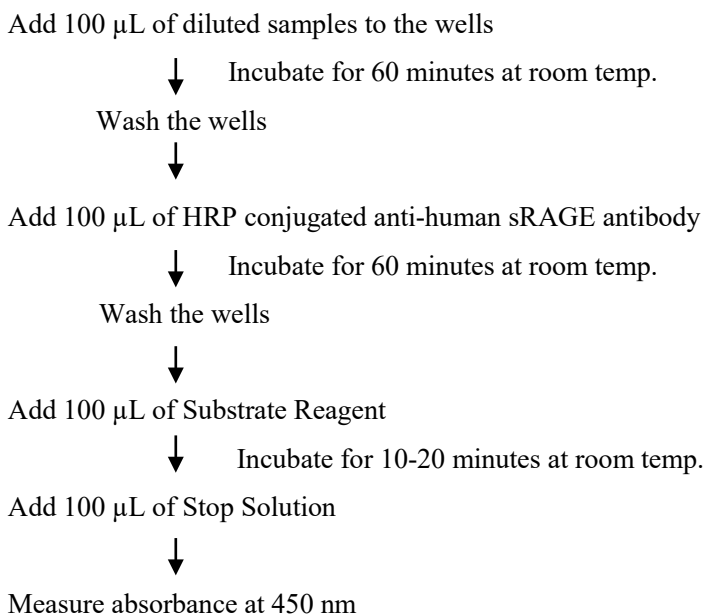 Add 100 µL of diluted samples to the wells
Incubate for 60 minutes at room temp.
Wash the wells
Add 100 µL of HRP conjugated anti-human sRAGE antibody
Incubate for 60 minutes at room temp.
Wash the wells
Add 100 µL of Substrate Reagent
Incubate for 10-20 minutes at room temp.
Add 100 µL of Stop Solution
Measure absorbance at 450 nm